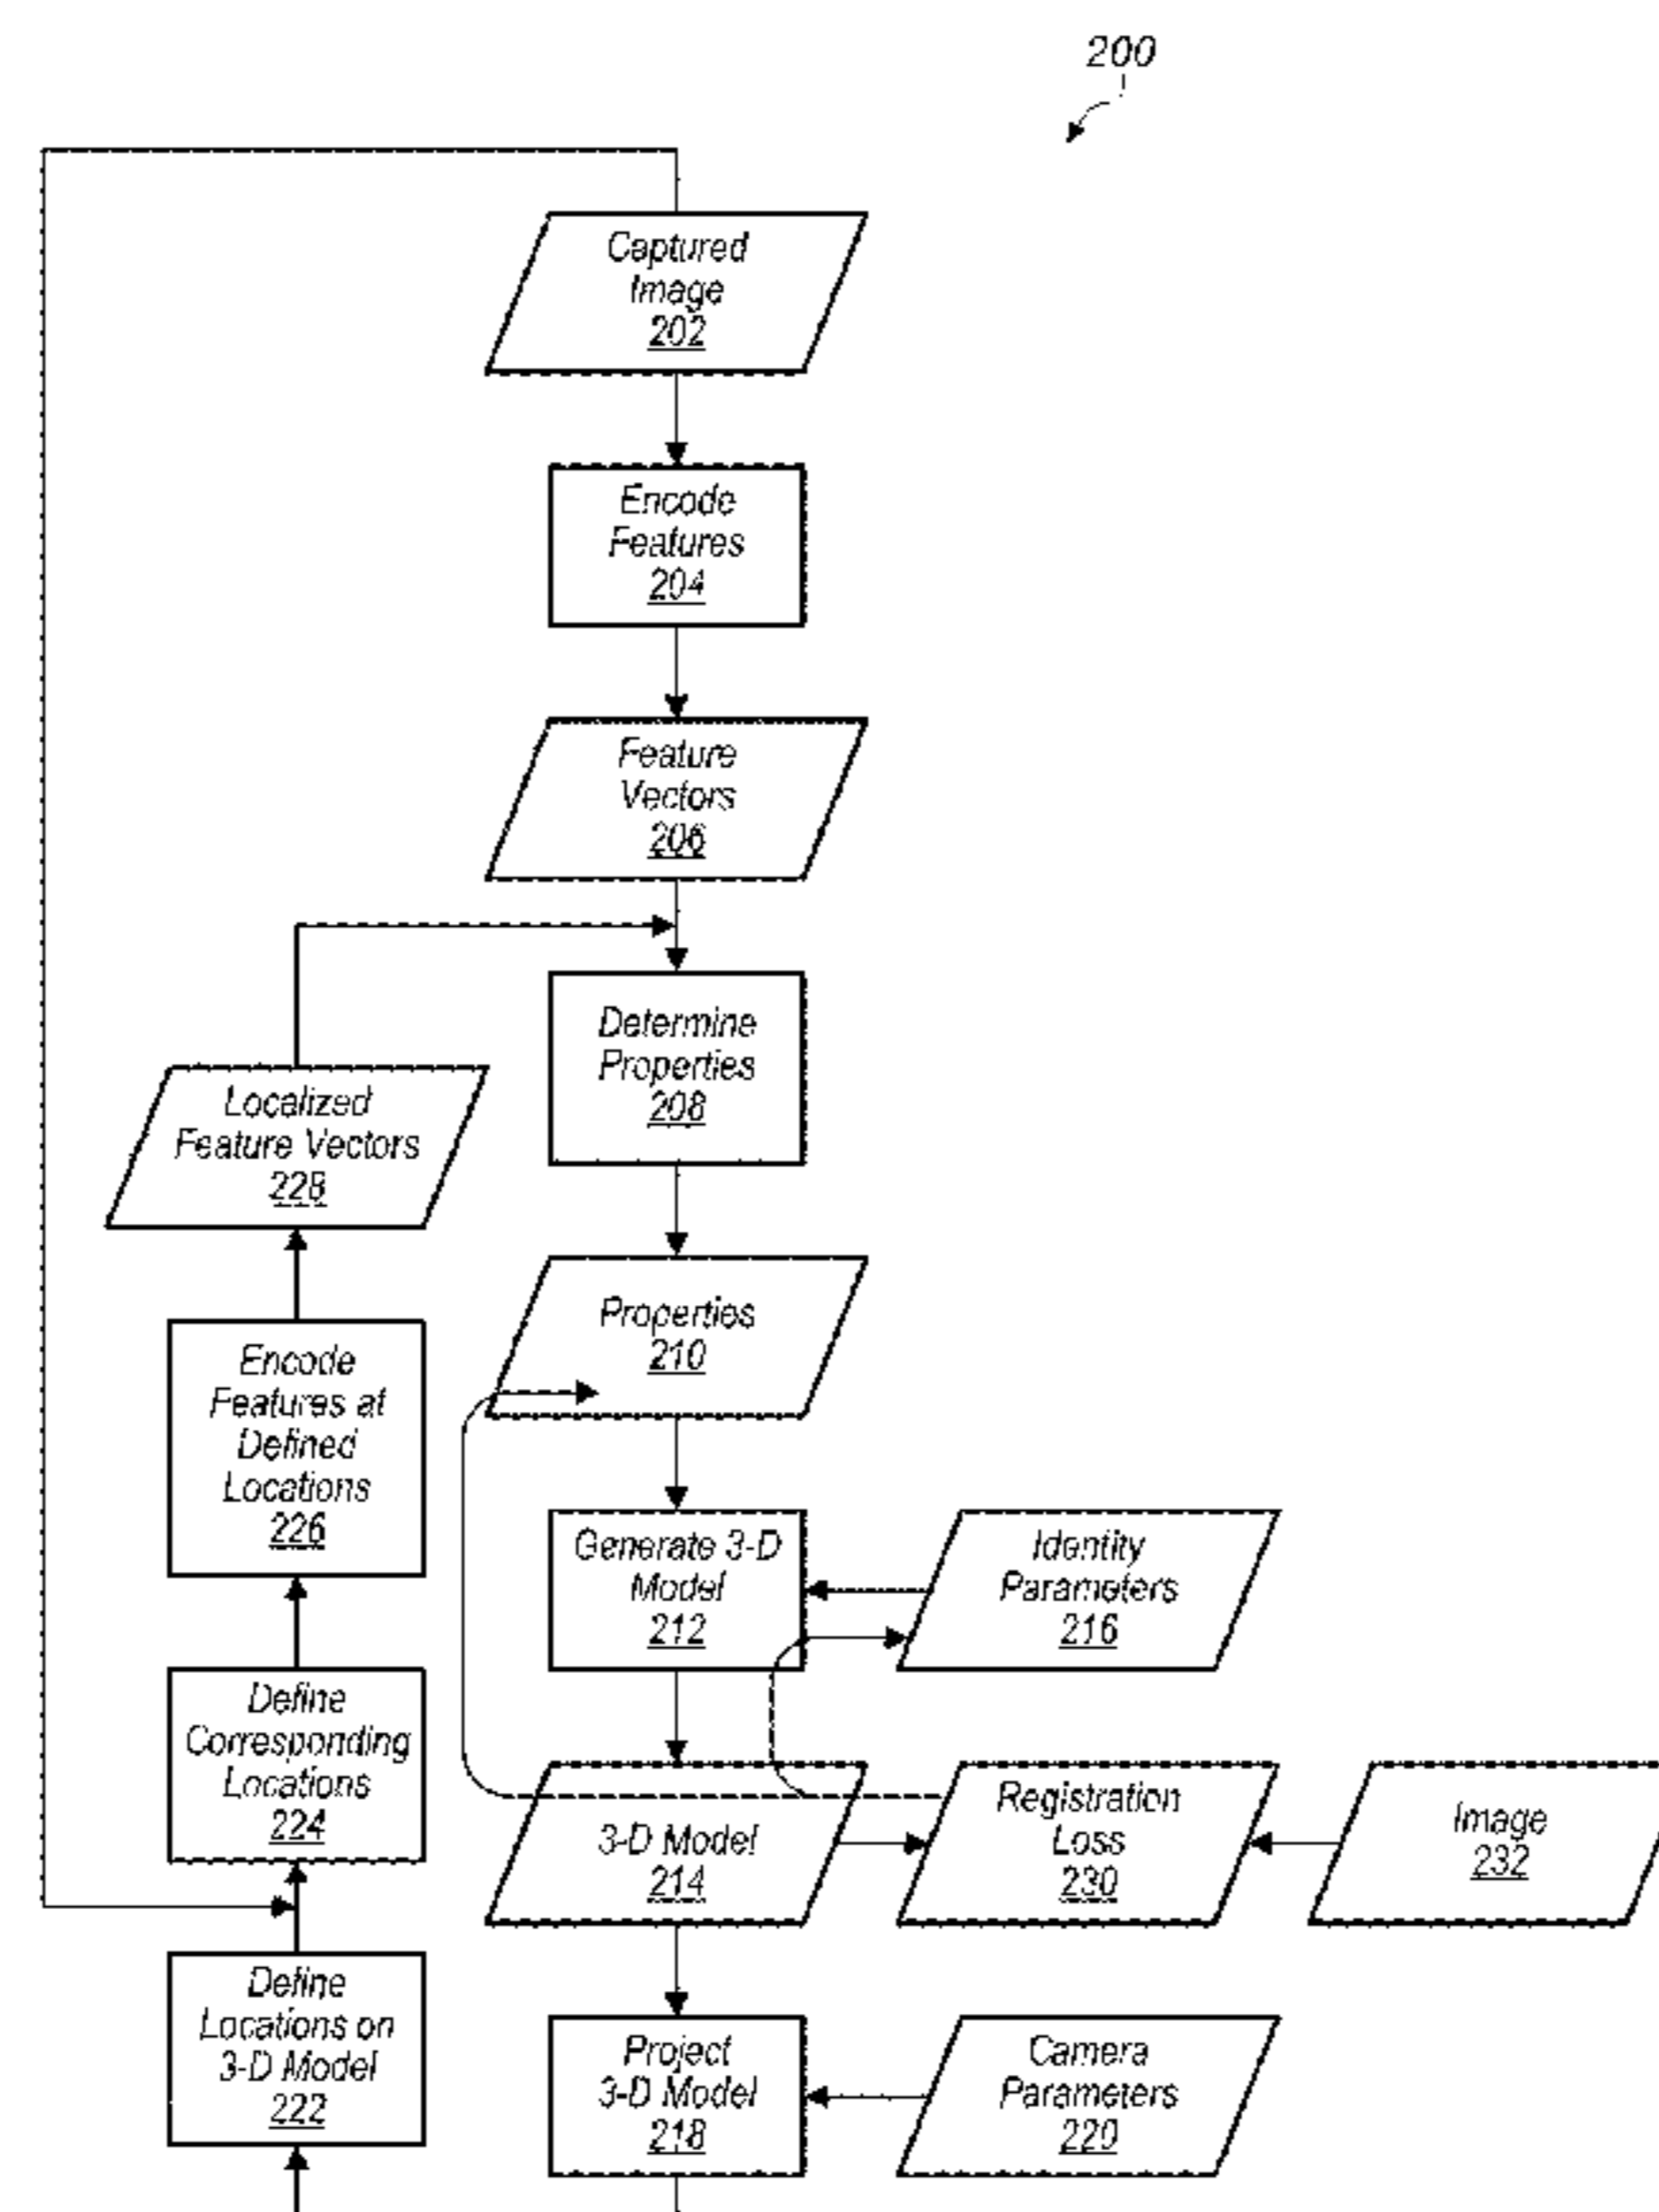 200
Captured
Image
202
Encode
Features
204
Feature
Vectors
206
Determine
Properties
208
Localized
Feature Vectors
228
Properties
210
Encode
Features at
Defined
Locations
226
Generate 3-D
Model
212
Identity
Parameters
216
Define
Corresponding
Locations
224
3-D Model
214
Registration
Loss
230
Image
232
Define
Locations on
3-D Model
222
Project
3-D Model
218
Camera
Parameters
220